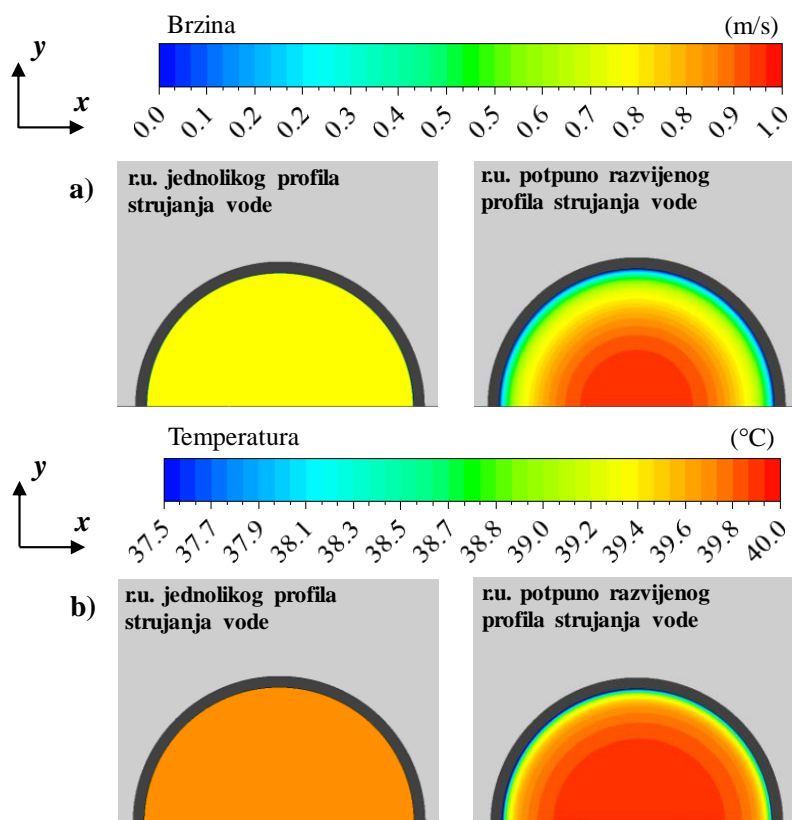 Brzina (m/s)
y
x
0.0 0.1 0.2 0.2 0.3 0.4 0.5 0.5 0.6 0.7 0.8 0.8 0.9 1.0
a)
r.u. jednolikog profila
strujanja vode
r.u. potpuno razvijenog
profila strujanja vode
Temperatura (°C)
y
x
37.5 37.7 37.9 38.1 38.3 38.5 38.7 38.8 39.0 39.2 39.4 39.6 39.8 40.0
b)
r.u. jednolikog profila
strujanja vode
r.u. potpuno razvijenog
profila strujanja vode